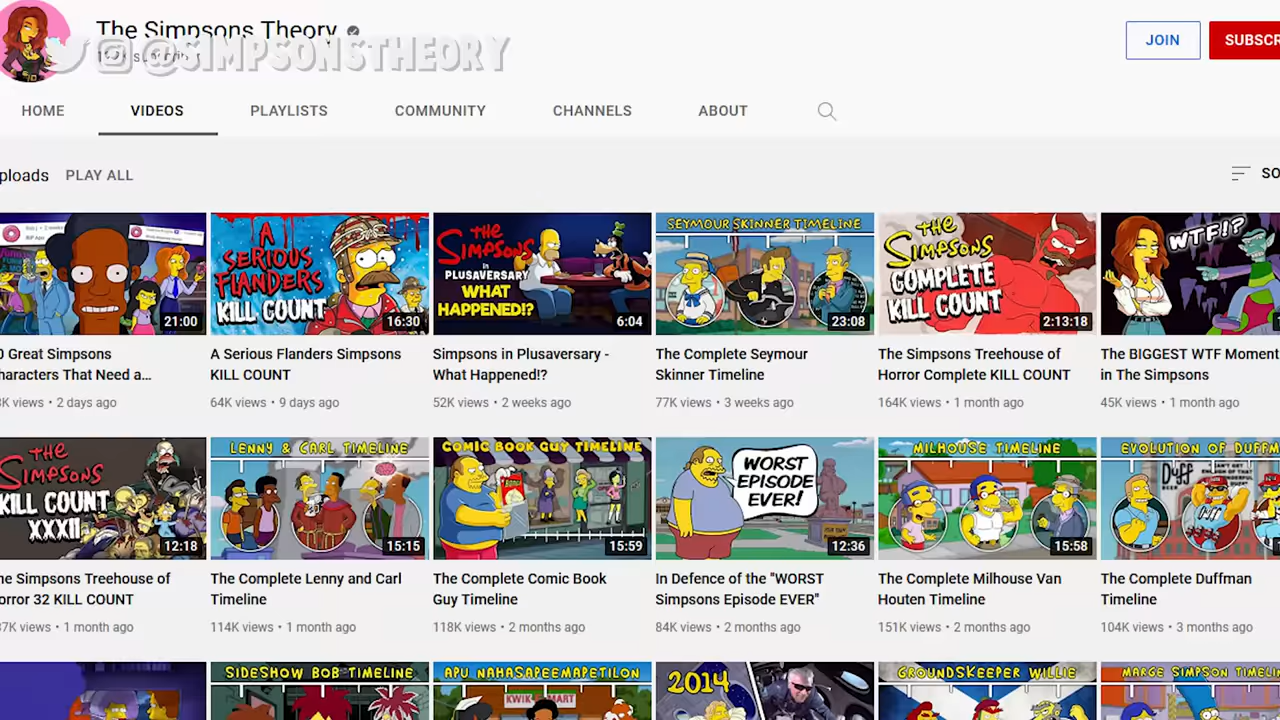 The Simpsons Theory
@SIMPSONSTHEORY
JOIN
SUBSCR
HOME
VIDEOS
PLAYLISTS
COMMUNITY
CHANNELS
ABOUT
ploads
PLAY ALL
SO
21:00
A SERIOUS FLANDERS KILL COUNT
16:30
THE SIMPSONS in PLUSAVERSARY WHAT HAPPENED!?
6:04
SEYMOUR SKINNER TIMELINE
23:08
THE SIMPSONS COMPLETE KILL COUNT
2:13:18
WTF!?
0 Great Simpsons
haracters That Need a...
K views • 2 days ago
A Serious Flanders Simpsons
KILL COUNT
64K views • 9 days ago
Simpsons in Plusaversary -
What Happened!?
52K views • 2 weeks ago
The Complete Seymour
Skinner Timeline
77K views • 3 weeks ago
The Simpsons Treehouse of
Horror Complete KILL COUNT
164K views • 1 month ago
The BIGGEST WTF Moment
in The Simpsons
45K views • 1 month ago
THE SIMPSONS KILL COUNT XXXII
12:18
LENNY & CARL TIMELINE
15:15
COMIC BOOK GUY TIMELINE
15:59
WORST EPISODE EVER!
12:36
MILHOUSE TIMELINE
15:58
EVOLUTION OF DUFFM
Duff
he Simpsons Treehouse of
orror 32 KILL COUNT
37K views • 1 month ago
The Complete Lenny and Carl
Timeline
114K views • 1 month ago
The Complete Comic Book
Guy Timeline
118K views • 2 months ago
In Defence of the "WORST
Simpsons Episode EVER"
84K views • 2 months ago
The Complete Milhouse Van
Houten Timeline
151K views • 2 months ago
The Complete Duffman
Timeline
104K views • 3 months ago
SIDESHOW BOB TIMELINE
APU NAHASAPEEMAPETILON
KWIK MART
2014
GROUNDSKEEPER WILLIE
MARGE SIMPSON TIMELIN